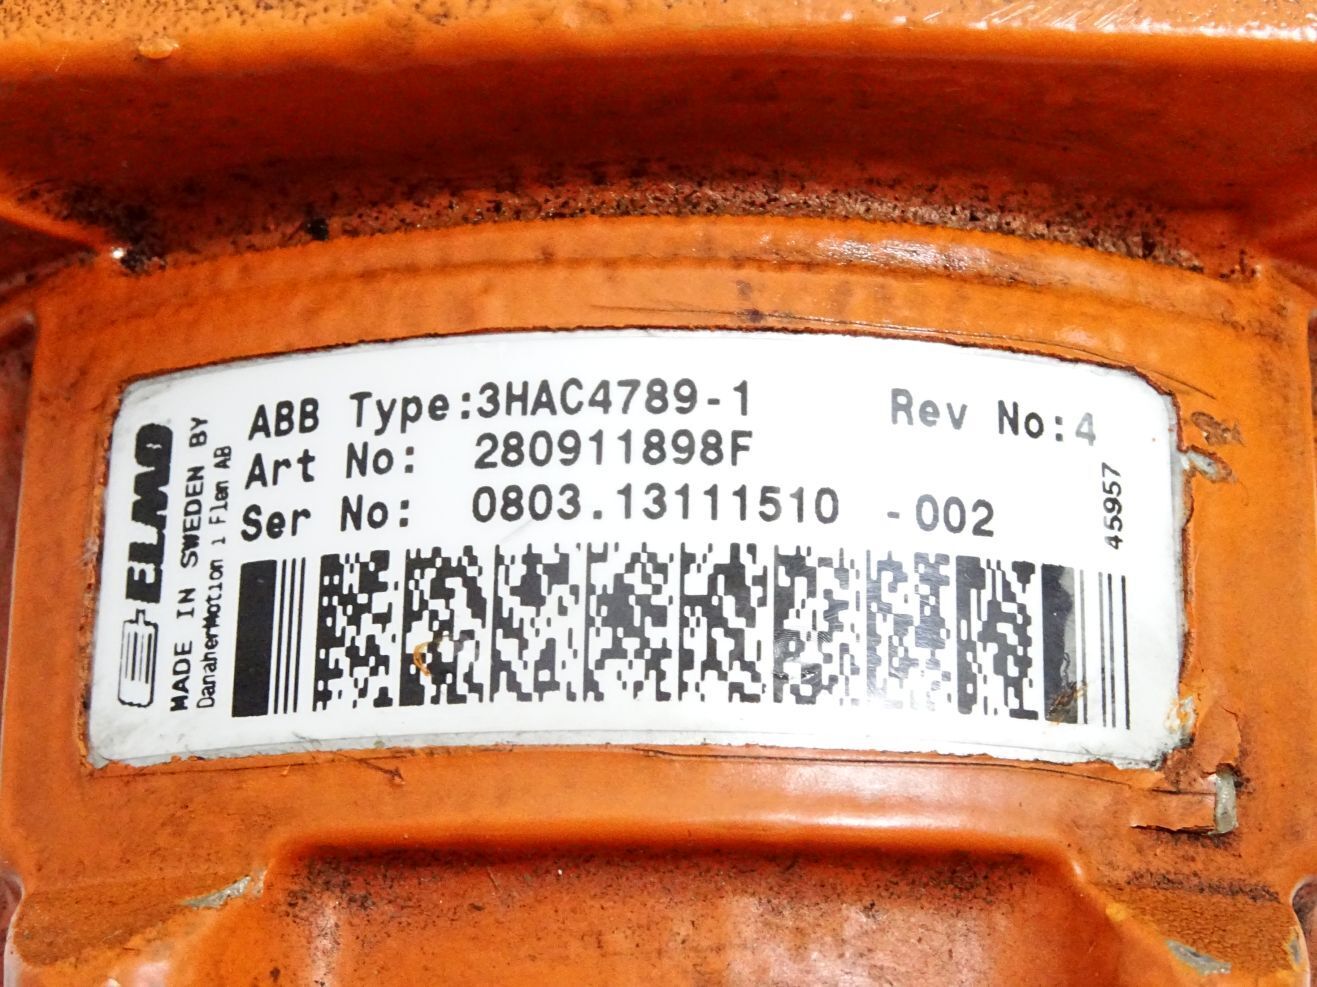 ABB Type:3HAC4789-1
Rev No:4
Art No: 280911898F
Ser No: 0803.13111510 -002
45957
ELMO
MADE IN SWEDEN BY
DanaherMotion i Flen AB